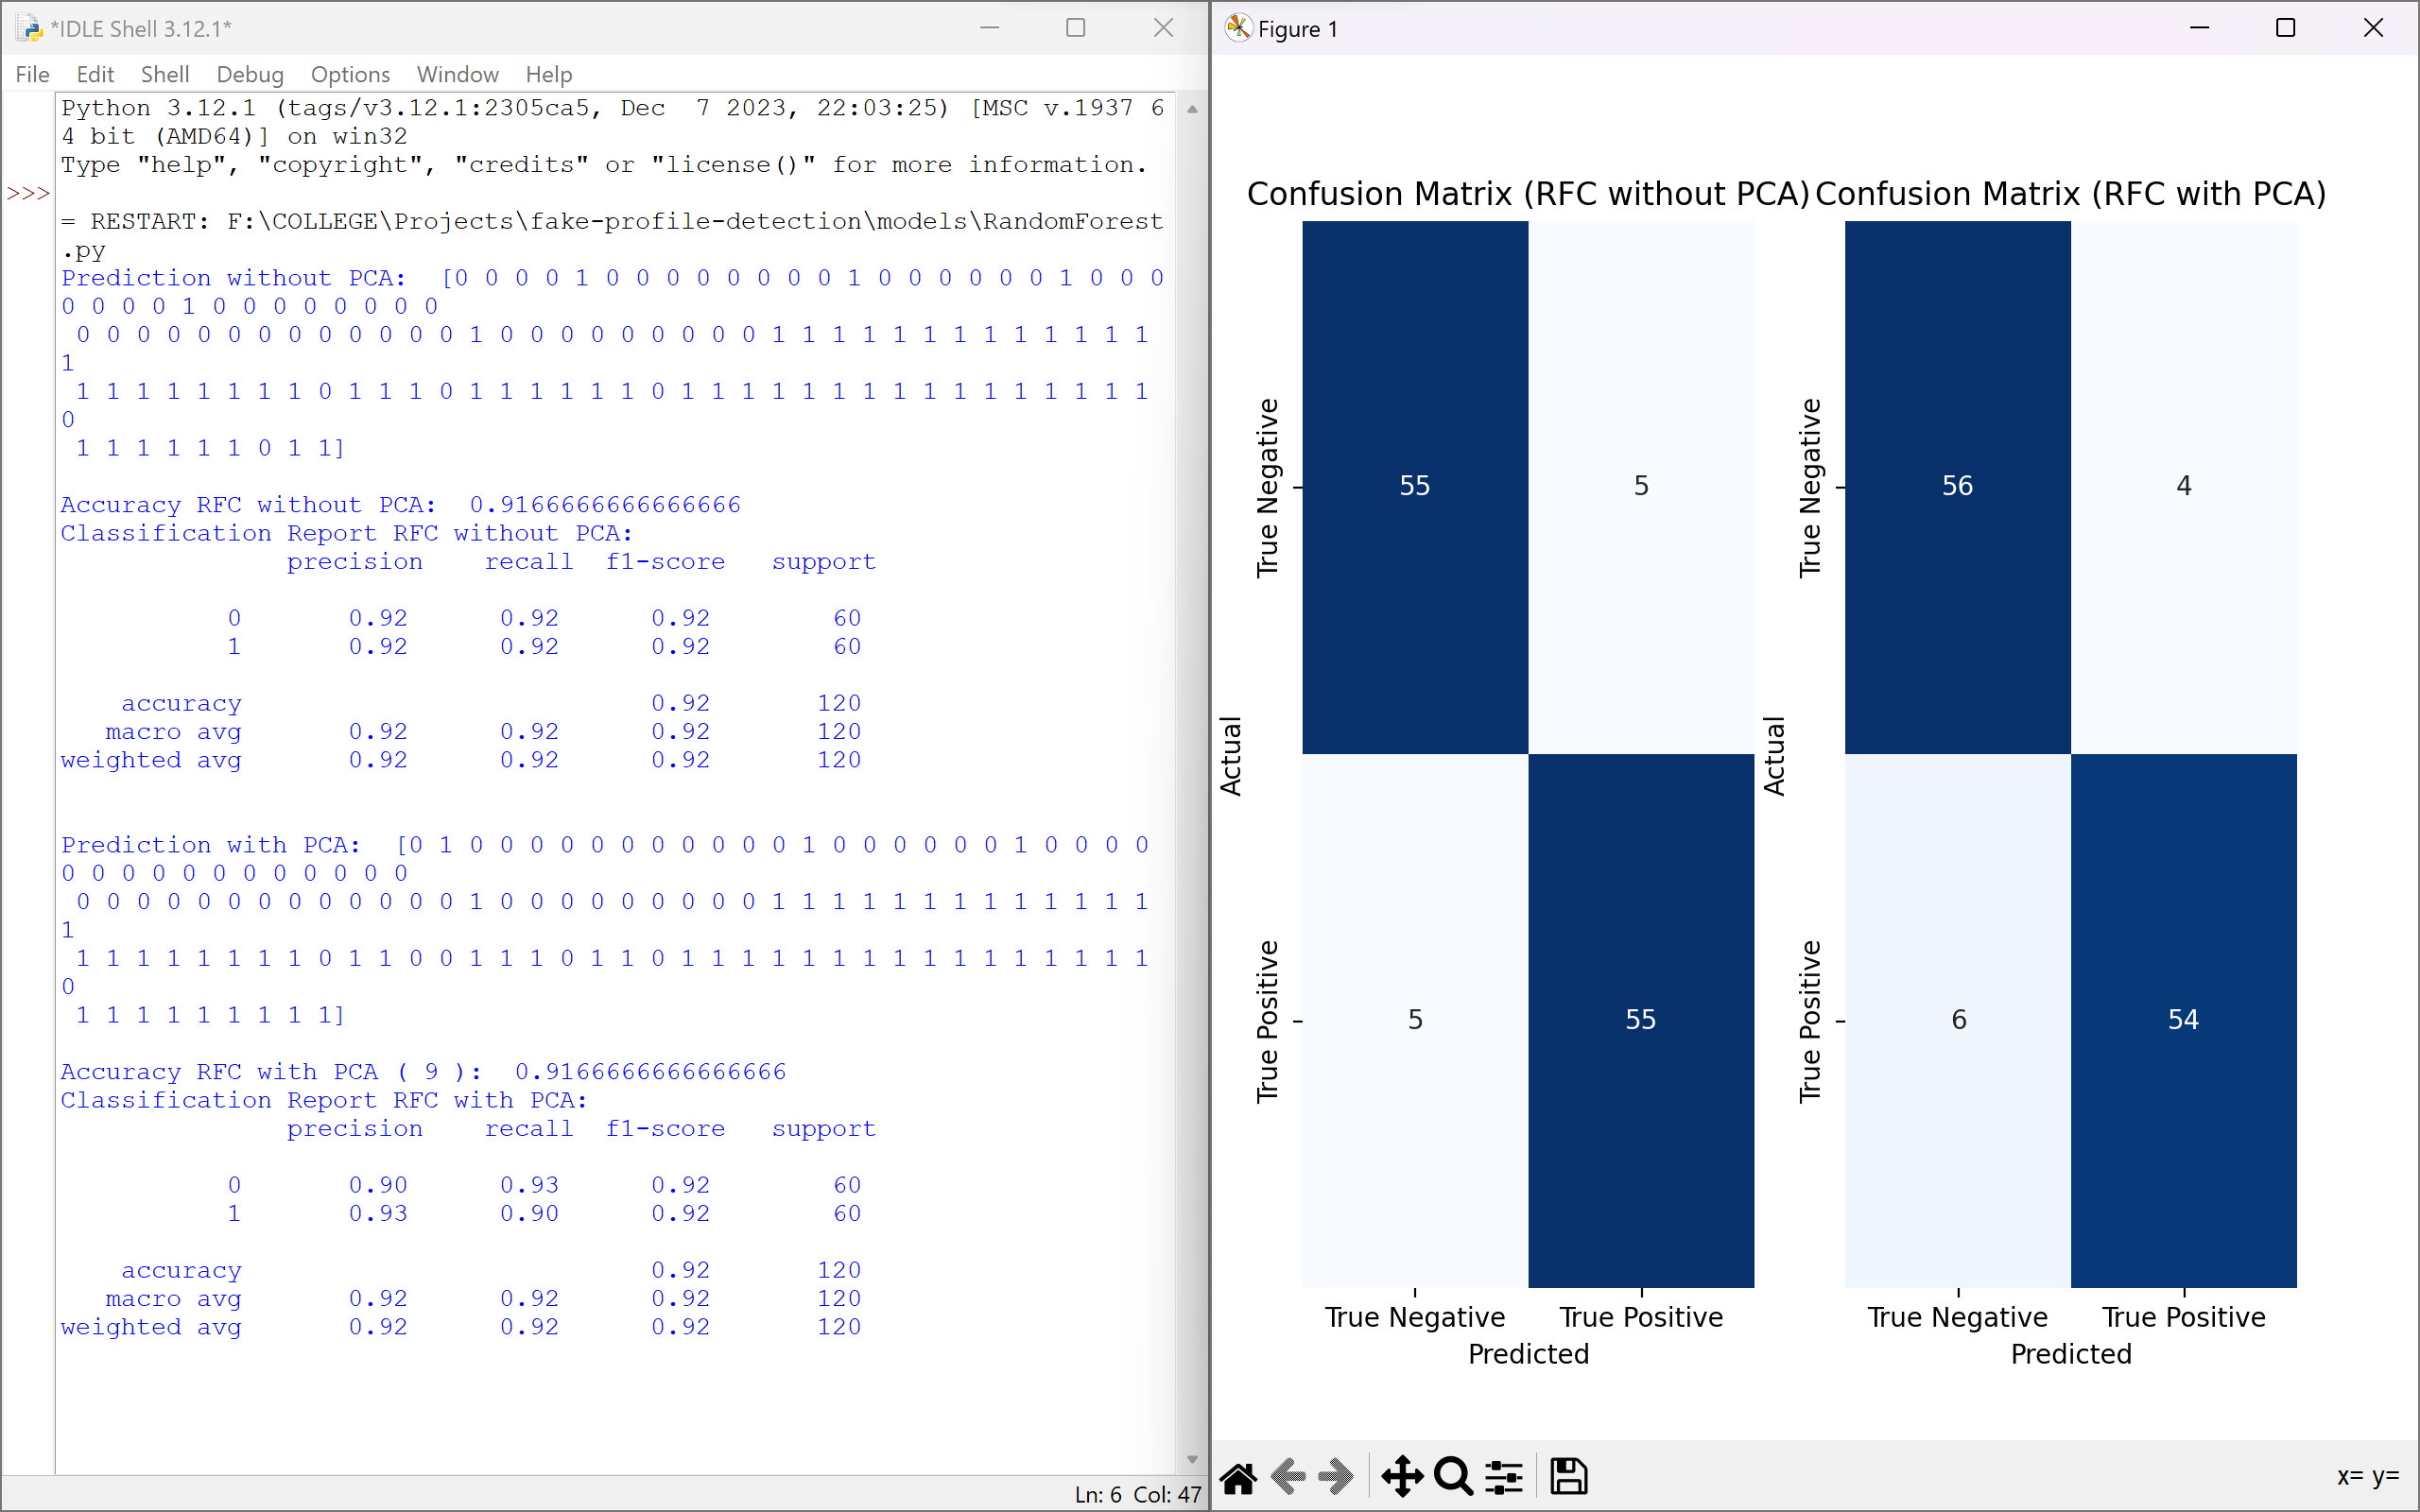 *IDLE Shell 3.12.1*
File Edit Shell Debug Options Window Help
Python 3.12.1 (tags/v3.12.1:2305ca5, Dec  7 2023, 22:03:25) [MSC v.1937 6
4 bit (AMD64)] on win32
Type "help", "copyright", "credits" or "license()" for more information.
>>>
= RESTART: F:\COLLEGE\Projects\fake-profile-detection\models\RandomForest
.py
Prediction without PCA:  [0 0 0 0 1 0 0 0 0 0 0 0 0 1 0 0 0 0 0 0 1 0 0 0
0 0 0 0 1 0 0 0 0 0 0 0 0
0 0 0 0 0 0 0 0 0 0 0 0 0 1 0 0 0 0 0 0 0 0 0 1 1 1 1 1 1 1 1 1 1 1 1 1
1
1 1 1 1 1 1 1 1 0 1 1 1 0 1 1 1 1 1 1 0 1 1 1 1 1 1 1 1 1 1 1 1 1 1 1 1
0
1 1 1 1 1 1 0 1 1]
Accuracy RFC without PCA:  0.9166666666666666
Classification Report RFC without PCA:
precision recall f1-score support
0 0.92 0.92 0.92 60
1 0.92 0.92 0.92 60
accuracy 0.92 120
macro avg 0.92 0.92 0.92 120
weighted avg 0.92 0.92 0.92 120
Prediction with PCA:  [0 1 0 0 0 0 0 0 0 0 0 0 0 1 0 0 0 0 0 0 1 0 0 0 0
0 0 0 0 0 0 0 0 0 0 0 0
0 0 0 0 0 0 0 0 0 0 0 0 0 1 0 0 0 0 0 0 0 0 0 1 1 1 1 1 1 1 1 1 1 1 1 1
1
1 1 1 1 1 1 1 1 0 1 1 0 0 1 1 1 0 1 1 0 1 1 1 1 1 1 1 1 1 1 1 1 1 1 1 1
0
1 1 1 1 1 1 1 1 1]
Accuracy RFC with PCA ( 9 ):  0.9166666666666666
Classification Report RFC with PCA:
precision recall f1-score support
0 0.90 0.93 0.92 60
1 0.93 0.90 0.92 60
accuracy 0.92 120
macro avg 0.92 0.92 0.92 120
weighted avg 0.92 0.92 0.92 120
Ln: 6 Col: 47
Figure 1
Confusion Matrix (RFC without PCA)
Actual
True Negative
55 5
True Positive
5 55
True Negative True Positive
Predicted
Confusion Matrix (RFC with PCA)
Actual
True Negative
56 4
True Positive
6 54
True Negative True Positive
Predicted
x= y=